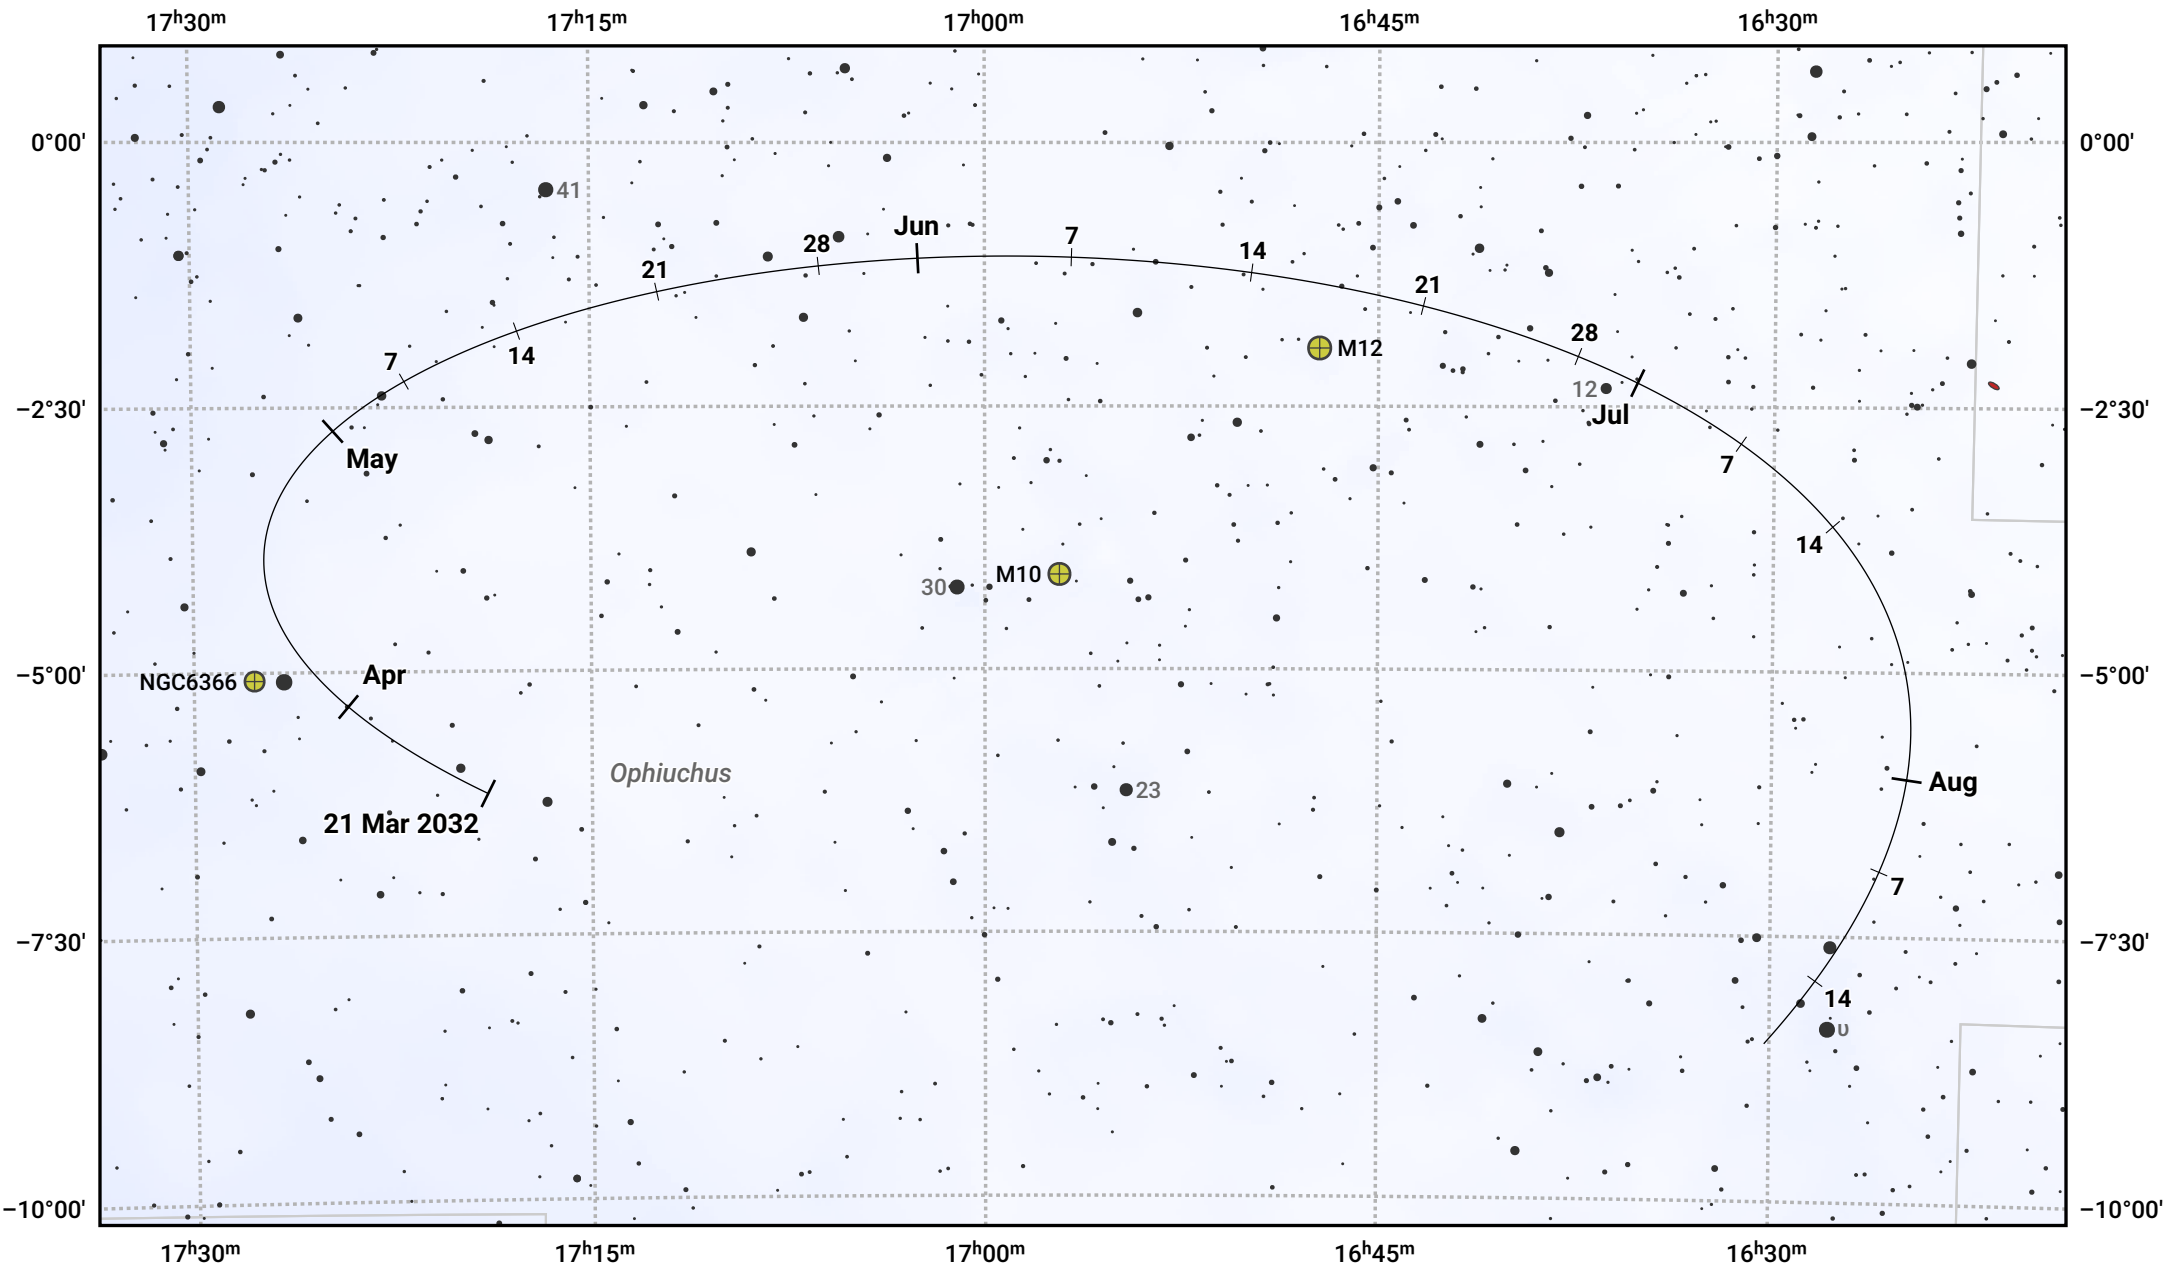 17ʰ30ᵐ 17ʰ15ᵐ 17ʰ00ᵐ 16ʰ45ᵐ 16ʰ30ᵐ
0°00' 0°00'
41
Jun
7
28
14
21
21
28
M12
7
14
12
−2°30' −2°30'
Jul
May
7
14
30 M10
−5°00' −5°00'
Apr
NGC6366
Ophiuchus
Aug
23
21 Mar 2032
7
−7°30' −7°30'
14
υ
−10°00' −10°00'
17ʰ30ᵐ 17ʰ15ᵐ 17ʰ00ᵐ 16ʰ45ᵐ 16ʰ30ᵐ